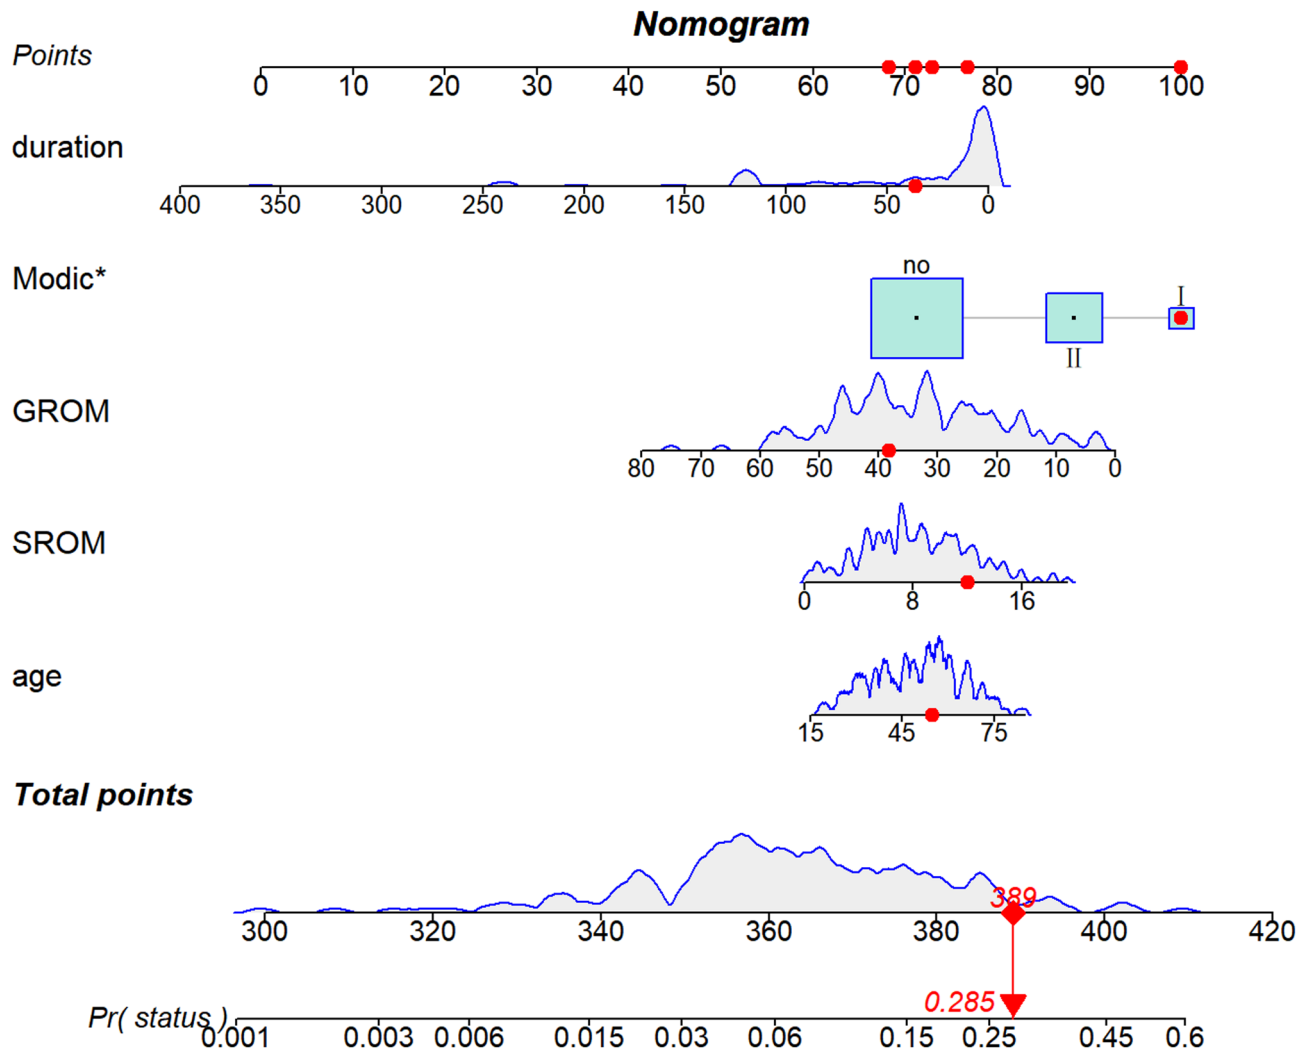 Nomogram
Points
0 10 20 30 40 50 60 70 80 90 100
duration
400 350 300 250 200 150 100 50 0
Modic*
no
I
II
GROM
80 70 60 50 40 30 20 10 0
SROM
0 8 16
age
15 45 75
Total points
389
300 320 340 360 380 400 420
0.285
Pr( status )
0.001 0.003 0.006 0.015 0.03 0.06 0.15 0.25 0.45 0.6